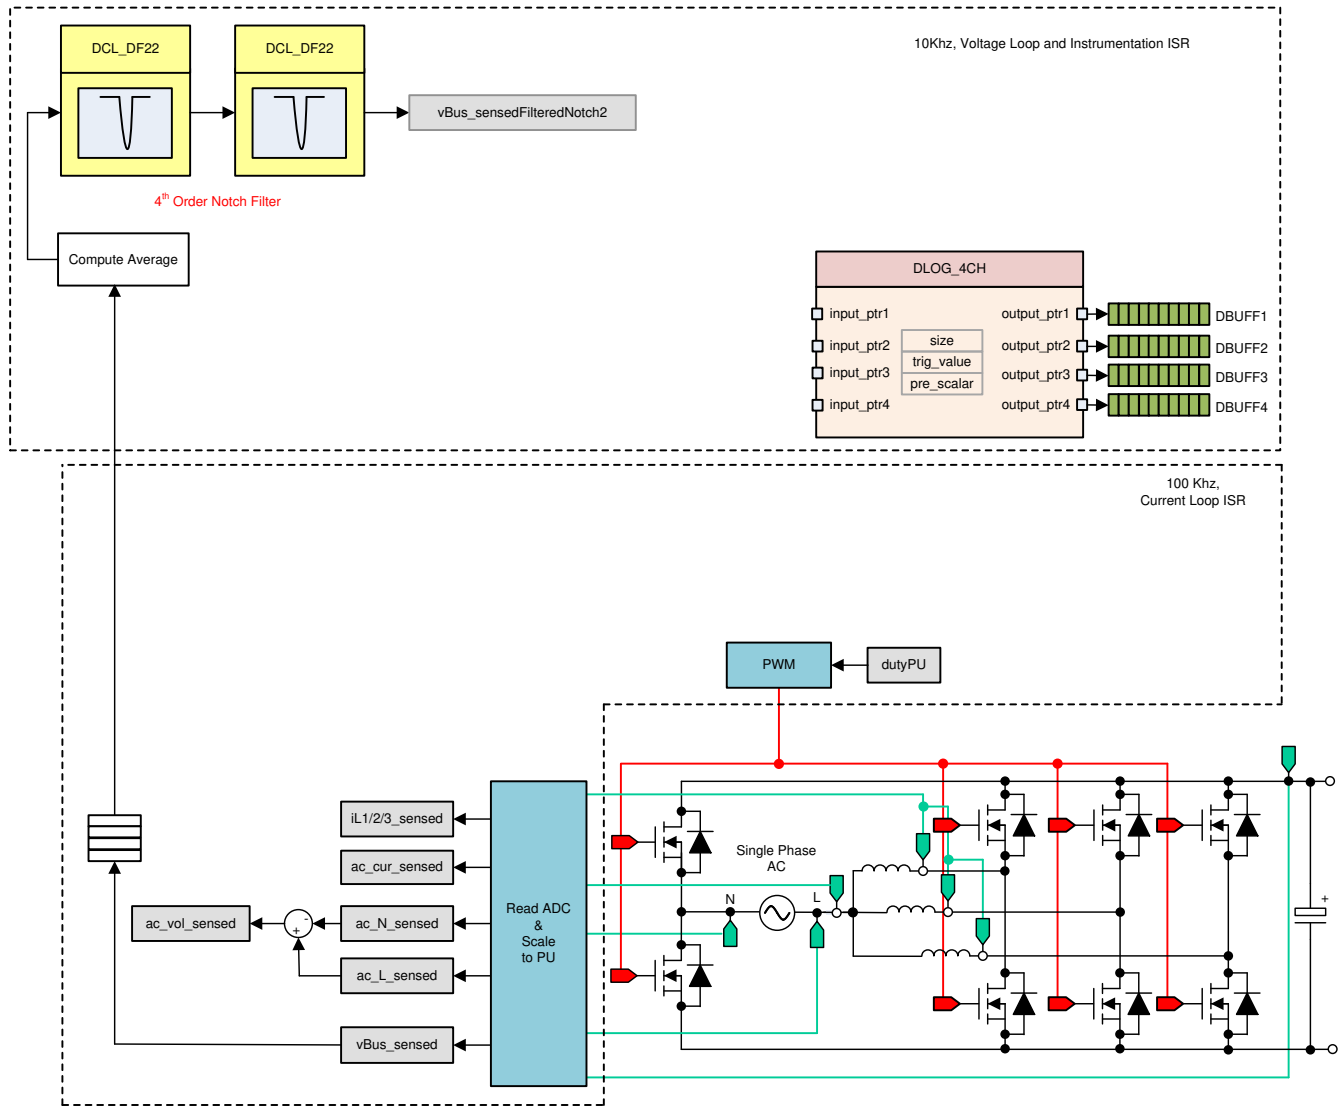 DCL_DF22
DCL_DF22
10Khz, Voltage Loop and Instrumentation ISR
vBus_sensedFilteredNotch2
4th Order Notch Filter
Compute Average
DLOG_4CH
input_ptr1
output_ptr1
DBUFF1
size
input_ptr2
output_ptr2
DBUFF2
trig_value
input_ptr3
output_ptr3
DBUFF3
pre_scalar
input_ptr4
output_ptr4
DBUFF4
100 Khz,
Current Loop ISR
PWM
dutyPU
iL1/2/3_sensed
Single Phase
AC
ac_cur_sensed
N
L
Read ADC
&
Scale
to PU
ac_vol_sensed
-
+
ac_N_sensed
+
ac_L_sensed
vBus_sensed